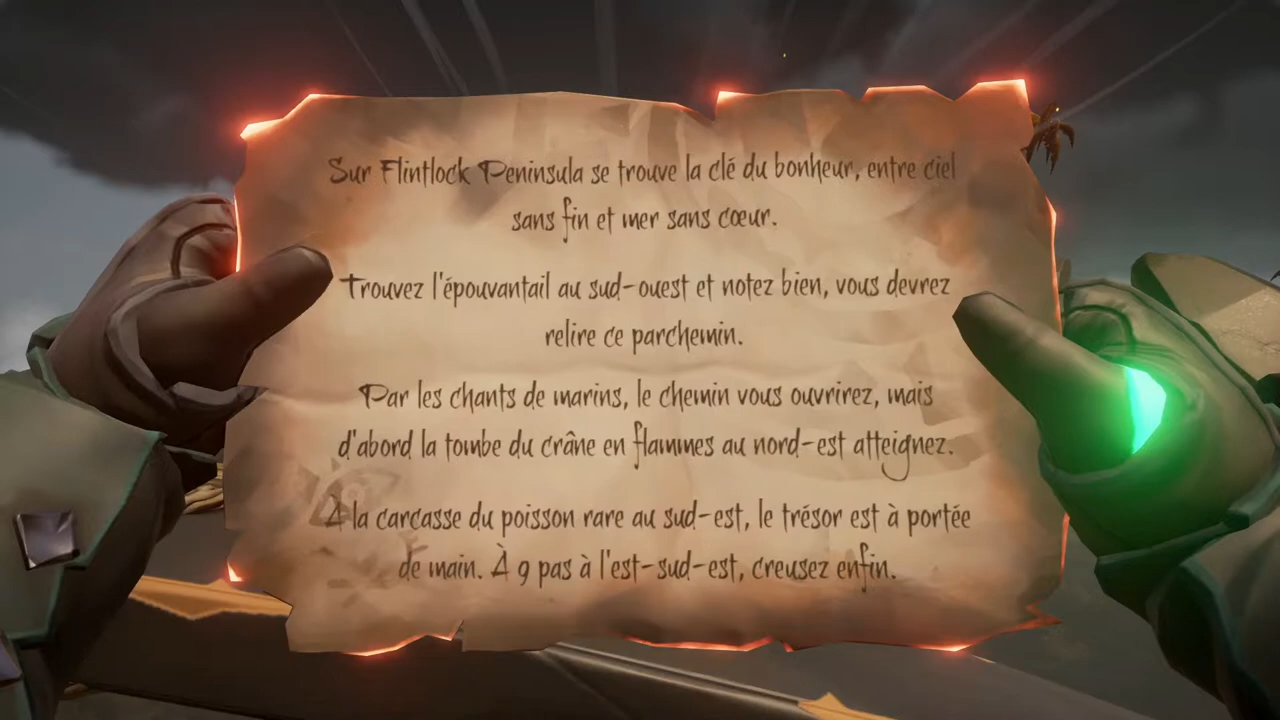 Sur Flintlock Peninsula se trouve la clé du bonheur, entre ciel
sans fin et mer sans cœur.
Trouvez l'épouvantail au sud-ouest et notez bien, vous devrez
relire ce parchemin.
Par les chants de marins, le chemin vous ouvrirez, mais
d'abord la tombe du crâne en flammes au nord-est atteignez.
À la carcasse du poisson rare au sud-est, le trésor est à portée
de main. À 9 pas à l'est-sud-est, creusez enfin.